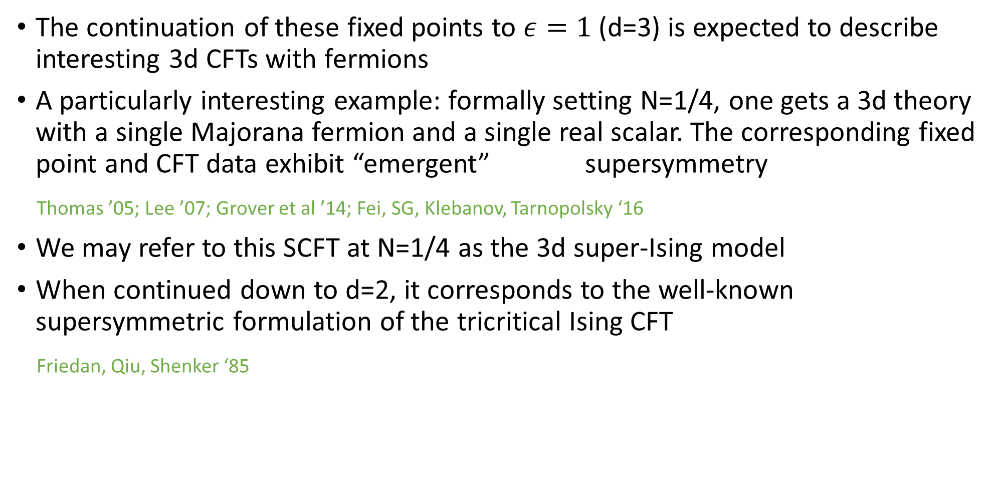 • The continuation of these fixed points to ϵ = 1 (d=3) is expected to describe
interesting 3d CFTs with fermions
• A particularly interesting example: formally setting N=1/4, one gets a 3d theory
with a single Majorana fermion and a single real scalar. The corresponding fixed
point and CFT data exhibit “emergent” supersymmetry
Thomas ’05; Lee ’07; Grover et al ’14; Fei, SG, Klebanov, Tarnopolsky ‘16
• We may refer to this SCFT at N=1/4 as the 3d super-Ising model
• When continued down to d=2, it corresponds to the well-known
supersymmetric formulation of the tricritical Ising CFT
Friedan, Qiu, Shenker ‘85